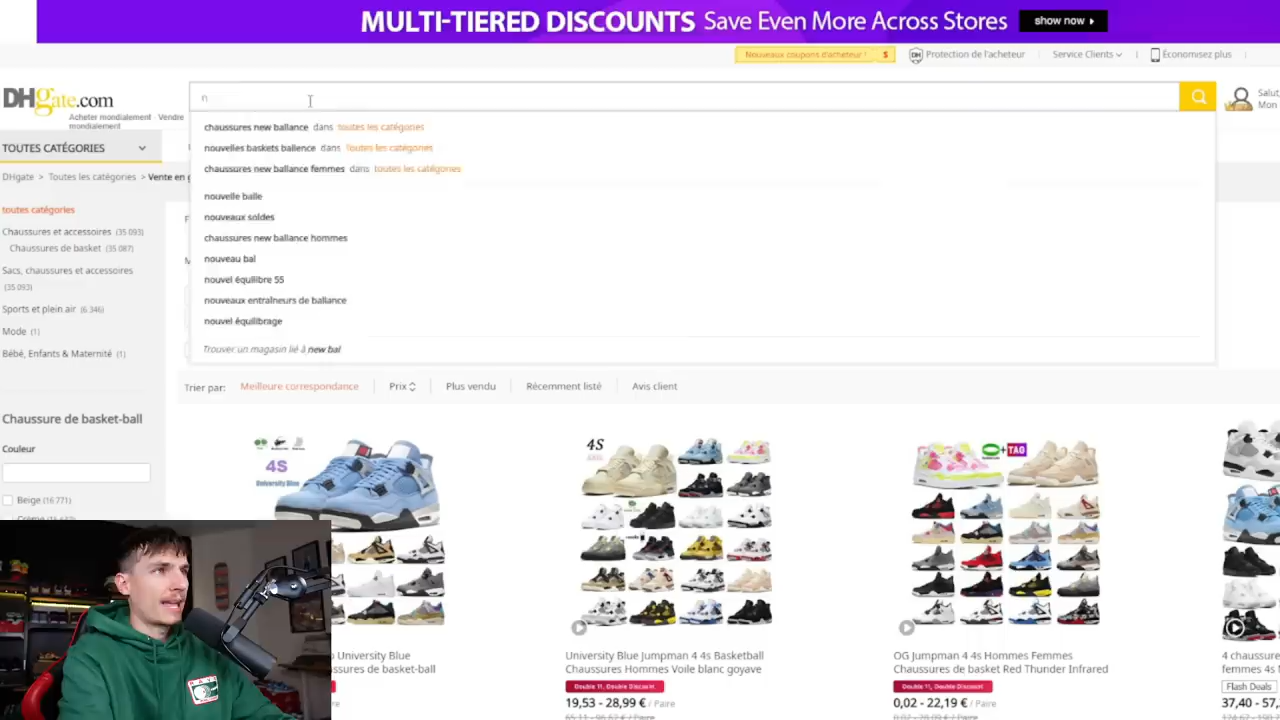 MULTI-TIERED DISCOUNTS Save Even More Across Stores show now
Nouveaux coupons d'acheteur ! $ Protection de l'acheteur Service Clients Économisez plus
DHgate.com
Acheter mondialement · Vendre mondialement
n
Salut,
Mon
TOUTES CATÉGORIES
DHgate > Toutes les catégories > Vente en g
chaussures new ballance dans toutes les catégories
nouvelles baskets ballence dans Toutes les catégories
chaussures new ballance femmes dans toutes les catégories
nouvelle balle
nouveaux soldes
chaussures new ballance hommes
nouveau bal
nouvel équilibre 55
nouveaux entraîneurs de ballance
nouvel équilibrage
Trouver un magasin lié à new bal
toutes catégories
Chaussures et accessoires (35 093)
Chaussures de basket (35 087)
Sacs, chaussures et accessoires
(35 093)
Sports et plein air (6.346)
Mode (1)
Bébé, Enfants & Maternité (1)
Chaussure de basket-ball
Couleur
Beige (16 771)
Trier par: Meilleure correspondance Prix Plus vendu Récemment listé Avis client
4S
University Blue
4S
+TAG
University Blue
ssures de basket-ball
University Blue Jumpman 4 4s Basketball
Chaussures Hommes Voile blanc goyave
Double 11, Double Discount
19,53 - 28,99 € / Paire
OG Jumpman 4 4s Hommes Femmes
Chaussures de basket Red Thunder Infrared
Double 11, Double Discount
0,02 - 22,19 € / Paire
4 chaussure
femmes 4s
Flash Deals
37,40 - 57,